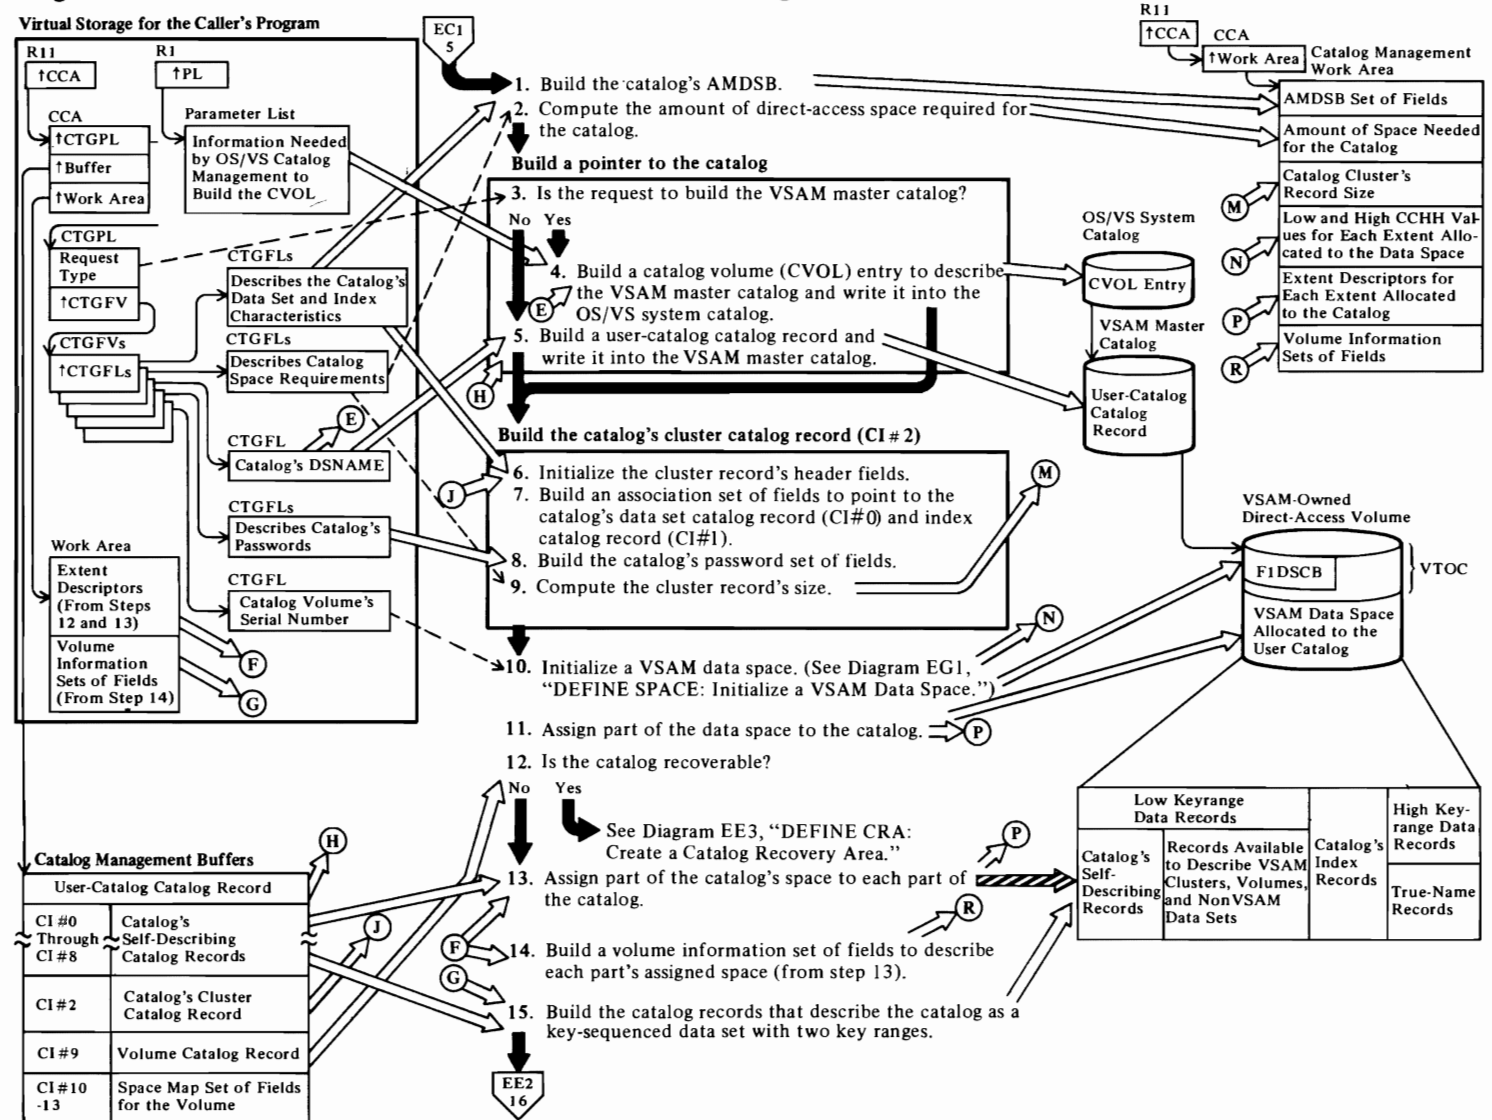 Virtual Storage for the Caller's Program
R11
↑CCA
R1
↑PL
CCA
↑CTGPL
↑Buffer
↑Work Area
Parameter List
Information Needed
by OS/VS Catalog
Management to
Build the CVOL
CTGPL
Request
Type
↑CTGFV
CTGFVs
↑CTGFLs
CTGFLs
Describes the Catalog's
Data Set and Index
Characteristics
CTGFLs
Describes Catalog
Space Requirements
E
CTGFL
Catalog's DSNAME
CTGFLs
Describes Catalog's
Passwords
CTGFL
Catalog Volume's
Serial Number
Work Area
Extent
Descriptors
(From Steps
12 and 13)
Volume
Information
Sets of Fields
(From Step 14)
F
G
Catalog Management Buffers
User-Catalog Catalog Record
CI #0
Through
CI #8
Catalog's
Self-Describing
Catalog Records
CI #2
Catalog's Cluster
Catalog Record
CI #9
Volume Catalog Record
CI #10
-13
Space Map Set of Fields
for the Volume
H
J
EC1
5
1. Build the catalog's AMDSB.
2. Compute the amount of direct-access space required for
the catalog.
Build a pointer to the catalog
3. Is the request to build the VSAM master catalog?
No Yes
4. Build a catalog volume (CVOL) entry to describe
the VSAM master catalog and write it into the
OS/VS system catalog.
E
5. Build a user-catalog catalog record and
write it into the VSAM master catalog.
H
Build the catalog's cluster catalog record (CI # 2)
6. Initialize the cluster record's header fields.
J
7. Build an association set of fields to point to the
catalog's data set catalog record (CI#0) and index
catalog record (CI#1).
8. Build the catalog's password set of fields.
9. Compute the cluster record's size.
M
N
10. Initialize a VSAM data space. (See Diagram EG1,
"DEFINE SPACE: Initialize a VSAM Data Space.")
11. Assign part of the data space to the catalog.
P
12. Is the catalog recoverable?
No Yes
See Diagram EE3, "DEFINE CRA:
Create a Catalog Recovery Area."
P
13. Assign part of the catalog's space to each part of
the catalog.
R
F
14. Build a volume information set of fields to describe
each part's assigned space (from step 13).
G
15. Build the catalog records that describe the catalog as a
key-sequenced data set with two key ranges.
EE2
16
R11
↑CCA
CCA
↑Work Area
Catalog Management
Work Area
AMDSB Set of Fields
Amount of Space Needed
for the Catalog
Catalog Cluster's
Record Size
M
Low and High CCHH Val-
ues for Each Extent Allo-
cated to the Data Space
N
Extent Descriptors for
Each Extent Allocated
to the Catalog
P
Volume Information
Sets of Fields
R
OS/VS System
Catalog
CVOL Entry
VSAM Master
Catalog
User-Catalog
Catalog
Record
VSAM-Owned
Direct-Access Volume
F1DSCB
VTOC
VSAM Data Space
Allocated to the
User Catalog
Low Keyrange
Data Records
Catalog's
Self-
Describing
Records
Records Available
to Describe VSAM
Clusters, Volumes,
and NonVSAM
Data Sets
Catalog's
Index
Records
High Key-
range Data
Records
True-Name
Records